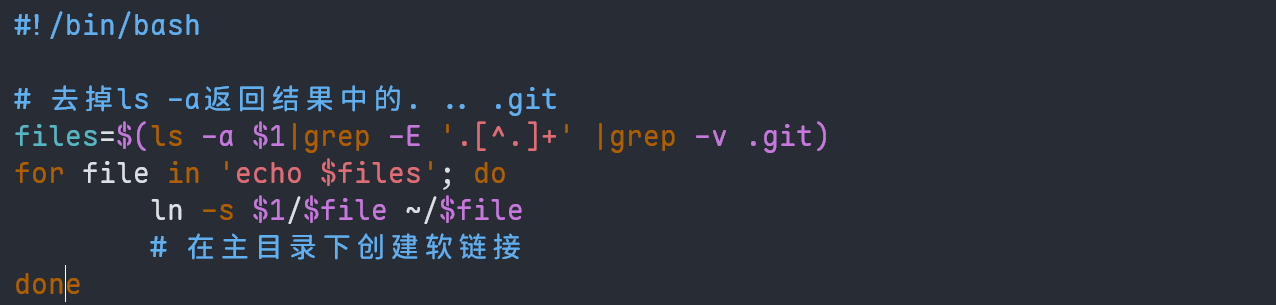 #!/bin/bash
# 去掉ls -a返回结果中的. .. .git
files=$(ls -a $1|grep -E '.[^.]+' |grep -v .git)
for file in 'echo $files'; do
ln -s $1/$file ~/$file
# 在主目录下创建软链接
done